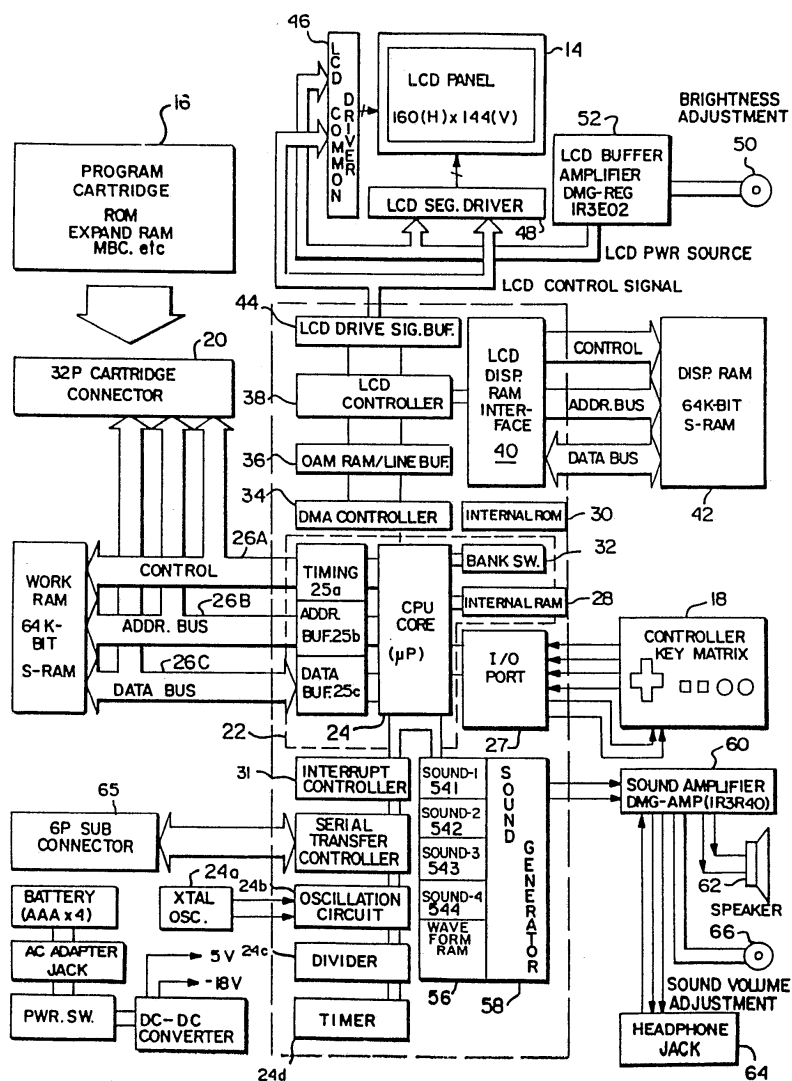 46
LCD COMMON
DRIVER
14
LCD PANEL
160(H)x144(V)
LCD SEG. DRIVER
48
52
LCD BUFFER
AMPLIFIER
DMG-REG
IR3E02
BRIGHTNESS
ADJUSTMENT
50
LCD PWR SOURCE
LCD CONTROL SIGNAL
16
PROGRAM
CARTRIDGE
ROM
EXPAND RAM
MBC. etc
20
32P CARTRIDGE
CONNECTOR
44
LCD DRIVE SIG.BUF.
38
LCD
CONTROLLER
36
OAM RAM/LINE BUF.
34
DMA CONTROLLER
LCD
DISP.
RAM
INTER-
FACE
40
CONTROL
ADDR.BUS
DATA BUS
DISP. RAM
64K-BIT
S-RAM
42
INTERNAL ROM
30
BANK SW.
32
INTERNAL RAM
28
WORK
RAM
64K-
BIT
S-RAM
26A
CONTROL
26B
ADDR. BUS
26C
DATA BUS
TIMING
25a
ADDR.
BUF.25b
DATA
BUF.25c
CPU
CORE
(μP)
22
24
I/O
PORT
27
18
CONTROLLER
KEY MATRIX
31
INTERRUPT
CONTROLLER
65
6P SUB
CONNECTOR
SERIAL
TRANSFER
CONTROLLER
24a
XTAL
OSC.
24b
OSCILLATION
CIRCUIT
24c
DIVIDER
TIMER
24d
BATTERY
(AAA x4)
AC ADAPTER
JACK
PWR. SW.
5V
-18V
DC-DC
CONVERTER
SOUND-1
541
SOUND-2
542
SOUND-3
543
SOUND-4
544
WAVE
FORM
RAM
56
SOUND
GENERATOR
58
60
SOUND AMPLIFIER
DMG-AMP(IR3R40)
62
SPEAKER
66
SOUND VOLUME
ADJUSTMENT
HEADPHONE
JACK
64